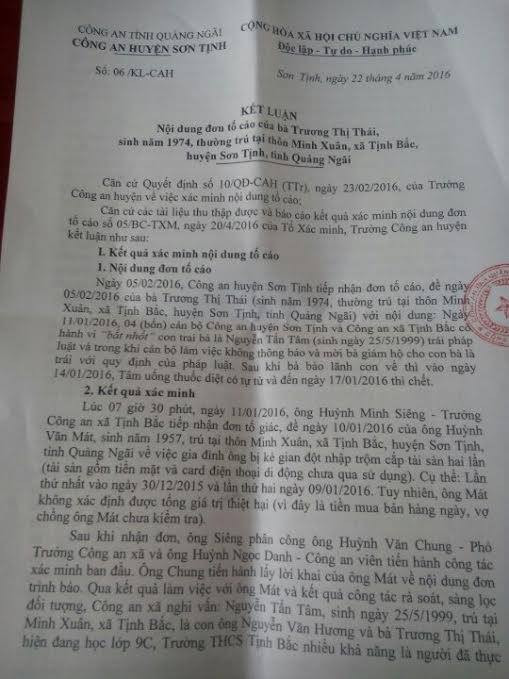 CÔNG AN TỈNH QUẢNG NGÃI
CÔNG AN HUYỆN SƠN TỊNH
Số: 06 /KL-CAH
CỘNG HÒA XÃ HỘI CHỦ NGHĨA VIỆT NAM
Độc lập - Tự do - Hạnh phúc
Sơn Tịnh, ngày 22 tháng 4 năm 2016
KẾT LUẬN
Nội dung đơn tố cáo của bà Trương Thị Thái,
sinh năm 1974, thường trú tại thôn Minh Xuân, xã Tịnh Bắc,
huyện Sơn Tịnh, tỉnh Quảng Ngãi
Căn cứ Quyết định số 10/QĐ-CAH (TTr), ngày 23/02/2016, của Trưởng
Công an huyện về việc xác minh nội dung tố cáo;
Căn cứ các tài liệu thu thập được và báo cáo kết quả xác minh nội dung đơn
tố cáo số 05/BC-TXM, ngày 20/4/2016 của Tổ Xác minh, Trưởng Công an huyện
kết luận như sau:
I. Kết quả xác minh nội dung tố cáo
1. Nội dung đơn tố cáo
Ngày 05/02/2016, Công an huyện Sơn Tịnh tiếp nhận đơn tố cáo, đề ngày
05/02/2016 của bà Trương Thị Thái (sinh năm 1974, thường trú tại thôn Minh
Xuân, xã Tịnh Bắc, huyện Sơn Tịnh, tỉnh Quảng Ngãi) với nội dung: Ngày
11/01/2016, 04 (bốn) cán bộ Công an huyện Sơn Tịnh và Công an xã Tịnh Bắc có
hành vi "bắt nhốt" con trai bà là Nguyễn Tấn Tâm (sinh ngày 25/5/1999) trái pháp
luật và trong khi cán bộ làm việc không thông báo và mời bà giám hộ cho con bà là
trái với quy định của pháp luật. Sau khi bà bảo lãnh con về thì vào ngày
14/01/2016, Tâm uống thuốc diệt cỏ tự tử và đến ngày 17/01/2016 thì chết.
2. Kết quả xác minh
Lúc 07 giờ 30 phút, ngày 11/01/2016, ông Huỳnh Minh Siêng - Trưởng
Công an xã Tịnh Bắc tiếp nhận đơn tố giác, đề ngày 10/01/2016 của ông Huỳnh
Văn Mát, sinh năm 1957, trú tại thôn Minh Xuân, xã Tịnh Bắc, huyện Sơn Tịnh,
tỉnh Quảng Ngãi về việc gia đình ông bị kẻ gian đột nhập trộm cắp tài sản hai lần
(tài sản gồm tiền mặt và card điện thoại di động chưa qua sử dụng). Cụ thể: Lần
thứ nhất vào ngày 30/12/2015 và lần thứ hai ngày 09/01/2016. Tuy nhiên, ông Mát
không xác định được tổng giá trị thiệt hại (vì đây là tiền mua bán hàng ngày, vợ
chồng ông Mát chưa kiểm tra).
Sau khi nhận đơn, ông Siêng phân công ông Huỳnh Văn Chung - Phó
Trưởng Công an xã và ông Huỳnh Ngọc Danh - Công an viên tiến hành công tác
xác minh ban đầu. Ông Chung tiến hành lấy lời khai của ông Mát về nội dung đơn
trình báo. Qua kết quả làm việc với ông Mát và kết quả công tác rà soát, sàng lọc
đối tượng, Công an xã nghi vấn: Nguyễn Tấn Tâm, sinh ngày 25/5/1999, trú tại
Minh Xuân, xã Tịnh Bắc, là con ông Nguyễn Văn Hương và bà Trương Thị Thái,
hiện đang học lớp 9C, Trường THCS Tịnh Bắc nhiều khả năng là người đã thực